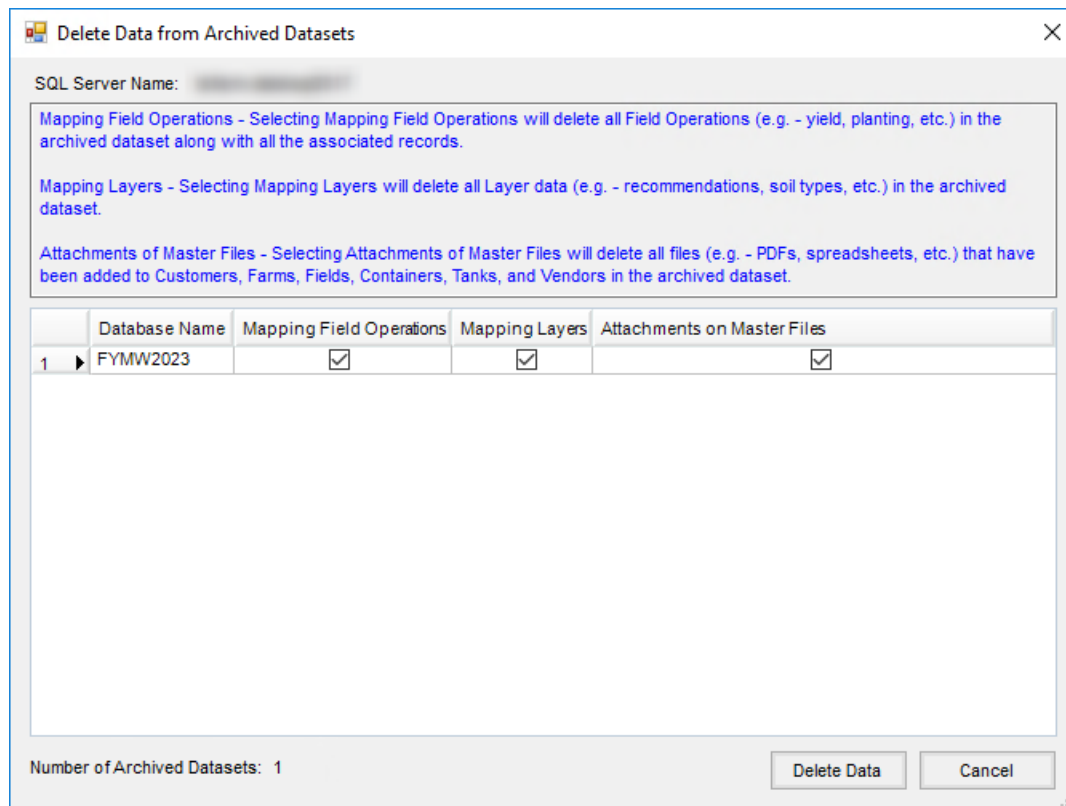 Delete Data from Archived Datasets
SQL Server Name:
Mapping Field Operations - Selecting Mapping Field Operations will delete all Field Operations (e.g. - yield, planting, etc.) in the
archived dataset along with all the associated records.
Mapping Layers - Selecting Mapping Layers will delete all Layer data (e.g. - recommendations, soil types, etc.) in the archived
dataset.
Attachments of Master Files - Selecting Attachments of Master Files will delete all files (e.g. - PDFs, spreadsheets, etc.) that have
been added to Customers, Farms, Fields, Containers, Tanks, and Vendors in the archived dataset.
Database Name Mapping Field Operations Mapping Layers Attachments on Master Files
1 FYMW2023
Number of Archived Datasets: 1
Delete Data Cancel